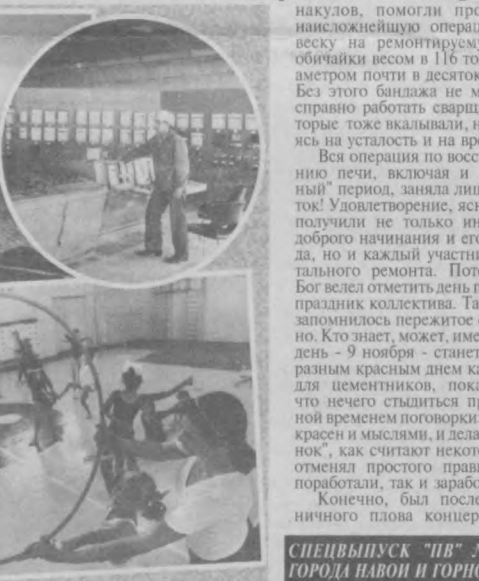 накулов, помогли про
наисложнейшую операц
веску на ремонтируему
обичайки весом в 116 то
аметром почти в десяток
Без этого бандажа не м
справно работать сварщ
торые тоже вкалывали, н
ясь на усталость и на вре
Вся операция по восст
нию печи, включая и
ный" период, заняла лиш
ток! Удовлетворение, ясн
получили не только ин
доброго начинания и его
да, но и каждый участни
тального ремонта. Пото
Бог велел отметить день п
праздник коллектива. Та
запомнилось пережитое
но. Кто знает, может, име
день - 9 ноября - станет
разным красным днем ка
для цементников, пока
что нечего стыдиться пр
ной временем поговорки
красен и мыслями, и дела
нок", как считают некото
отменял простого прави
поработали, так и зарабо
Конечно, был после
ничного плова концер
СПЕЦВЫПУСК "ПВ"
ГОРОДА НАВОИ И ГОРНО